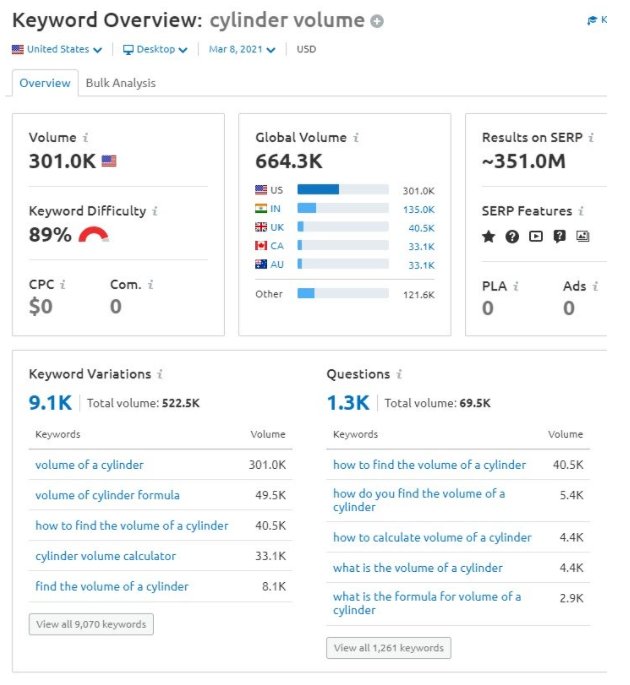 Keyword Overview: cylinder volume
K
United States Desktop Mar 8, 2021 USD
Overview Bulk Analysis
Volume i
301.0K
Keyword Difficulty i
89%
CPC i Com. i
$0 0
Global Volume i
664.3K
US 301.0K
IN 135.0K
UK 40.5K
CA 33.1K
AU 33.1K
Other 121.6K
Results on SERP i
~351.0M
SERP Features i
PLA i Ads i
0 0
Keyword Variations i
9.1K Total volume: 522.5K
Keywords Volume
volume of a cylinder 301.0K
volume of cylinder formula 49.5K
how to find the volume of a cylinder 40.5K
cylinder volume calculator 33.1K
find the volume of a cylinder 8.1K
View all 9,070 keywords
Questions i
1.3K Total volume: 69.5K
Keywords Volume
how to find the volume of a cylinder 40.5K
how do you find the volume of a 5.4K
cylinder
how to calculate volume of a cylinder 4.4K
what is the volume of a cylinder 4.4K
what is the formula for volume of a 2.9K
cylinder
View all 1,261 keywords